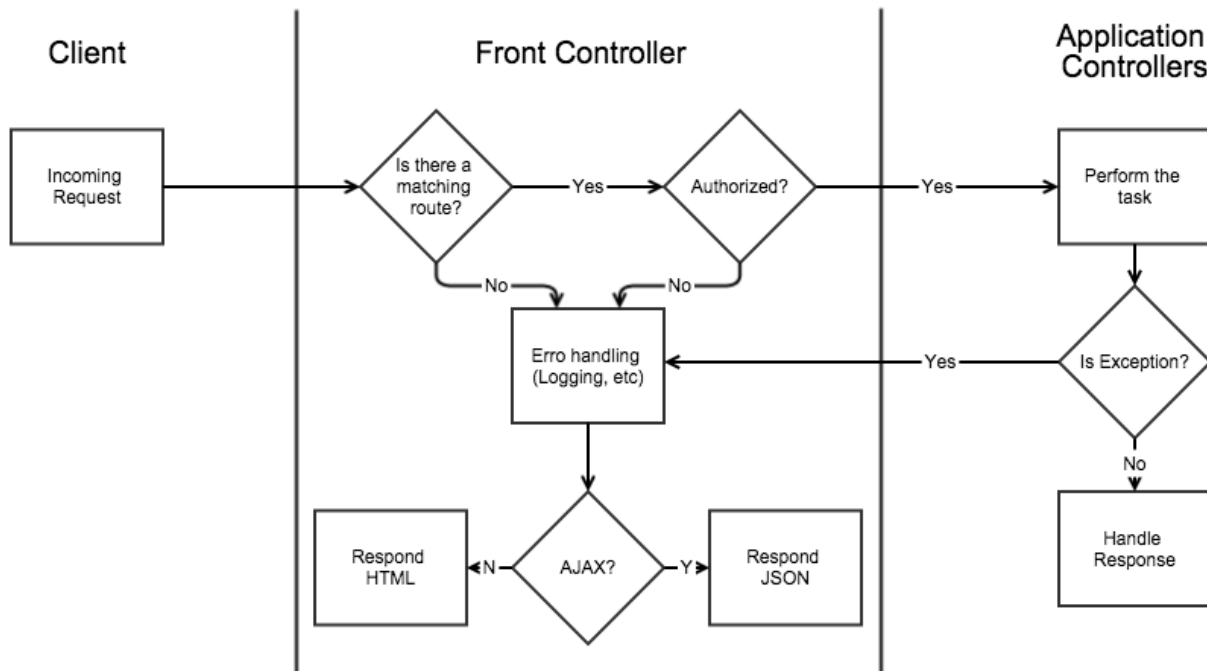 Client
Front Controller
Application
Controllers
Incoming
Request
Is there a
matching
route?
Yes
Authorized?
Yes
Perform the
task
No
No
Erro handling
(Logging, etc)
Yes
Is Exception?
No
Respond
HTML
N
AJAX?
Y
Respond
JSON
Handle
Response